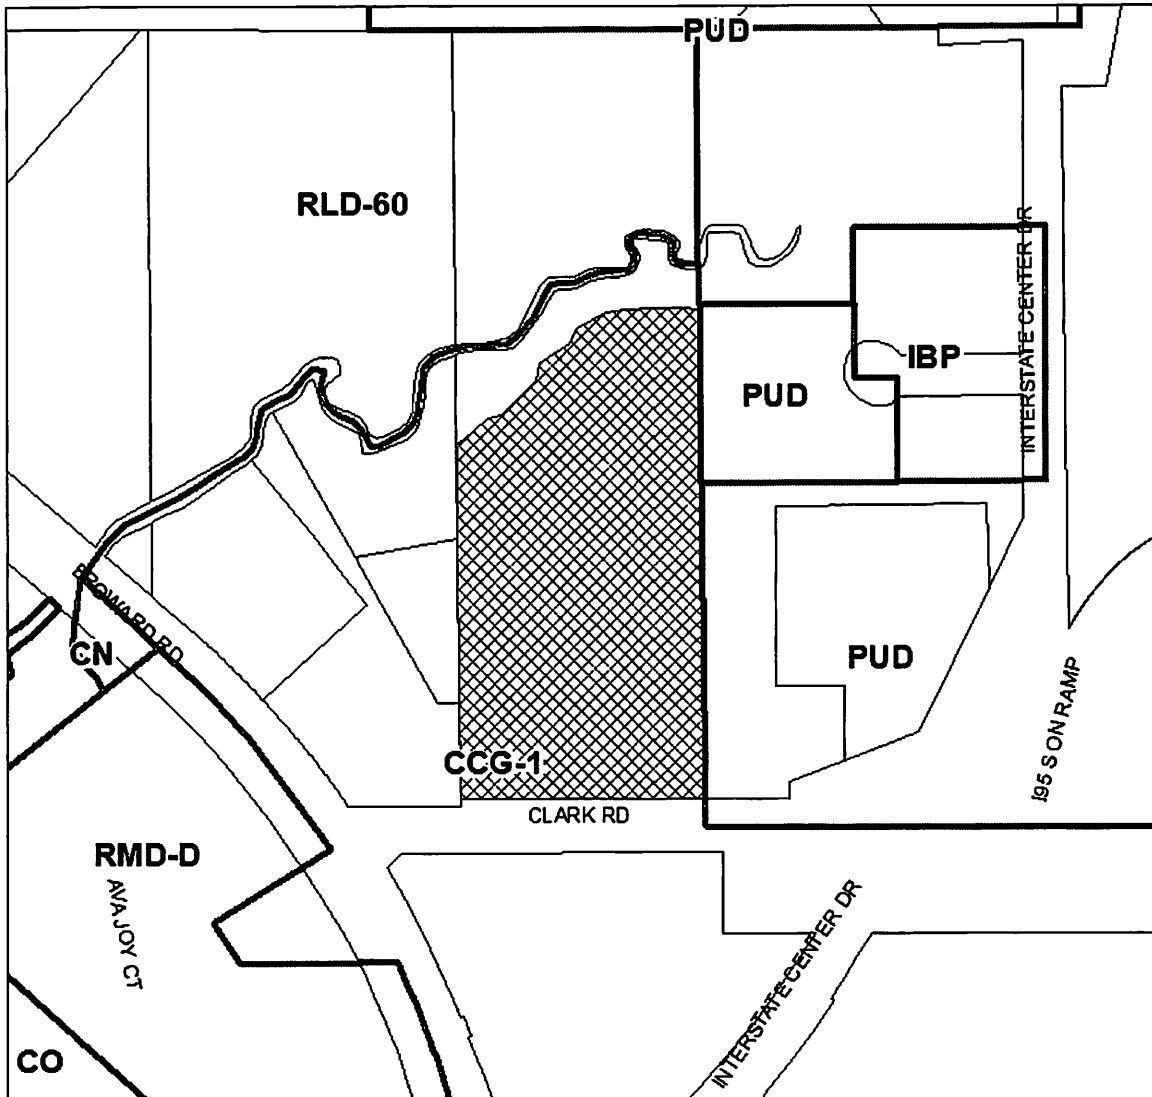 PUD
RLD-60
INTERSTATE CENTER DR
IBP
PUD
BROWARD RD
CN
PUD
I95 S ON RAMP
CCG-1
CLARK RD
RMD-D
AVA JOY CT
INTERSTATE CENTER DR
CO